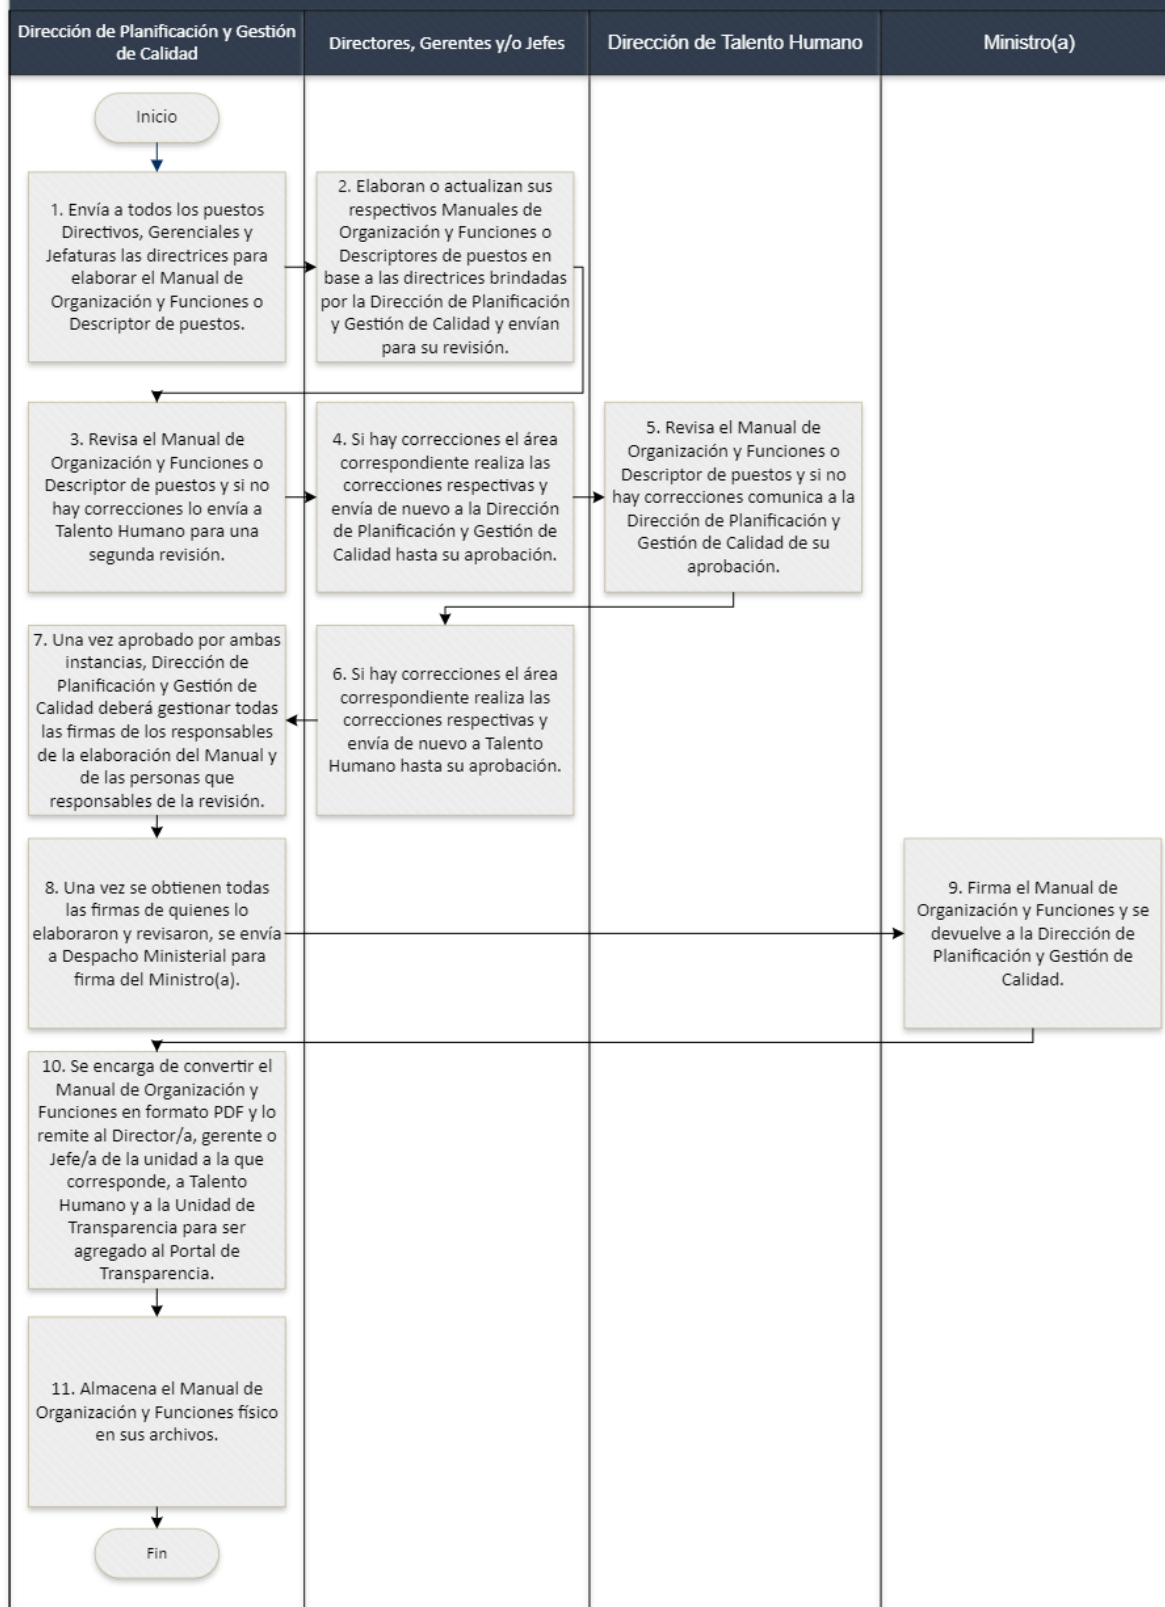 Dirección de Planificación y Gestión
de Calidad
Directores, Gerentes y/o Jefes
Dirección de Talento Humano
Ministro(a)
Inicio
1. Envía a todos los puestos
Directivos, Gerenciales y
Jefaturas las directrices para
elaborar el Manual de
Organización y Funciones o
Descriptor de puestos.
2. Elaboran o actualizan sus
respectivos Manuales de
Organización y Funciones o
Descriptores de puestos en
base a las directrices brindadas
por la Dirección de Planificación
y Gestión de Calidad y envían
para su revisión.
3. Revisa el Manual de
Organización y Funciones o
Descriptor de puestos y si no
hay correcciones lo envía a
Talento Humano para una
segunda revisión.
4. Si hay correcciones el área
correspondiente realiza las
correcciones respectivas y
envía de nuevo a la Dirección
de Planificación y Gestión de
Calidad hasta su aprobación.
5. Revisa el Manual de
Organización y Funciones o
Descriptor de puestos y si no
hay correcciones comunica a la
Dirección de Planificación y
Gestión de Calidad de su
aprobación.
7. Una vez aprobado por ambas
instancias, Dirección de
Planificación y Gestión de
Calidad deberá gestionar todas
las firmas de los responsables
de la elaboración del Manual y
de las personas que
responsables de la revisión.
6. Si hay correcciones el área
correspondiente realiza las
correcciones respectivas y
envía de nuevo a Talento
Humano hasta su aprobación.
8. Una vez se obtienen todas
las firmas de quienes lo
elaboraron y revisaron, se envía
a Despacho Ministerial para
firma del Ministro(a).
9. Firma el Manual de
Organización y Funciones y se
devuelve a la Dirección de
Planificación y Gestión de
Calidad.
10. Se encarga de convertir el
Manual de Organización y
Funciones en formato PDF y lo
remite al Director/a, gerente o
Jefe/a de la unidad a la que
corresponde, a Talento
Humano y a la Unidad de
Transparencia para ser
agregado al Portal de
Transparencia.
11. Almacena el Manual de
Organización y Funciones físico
en sus archivos.
Fin